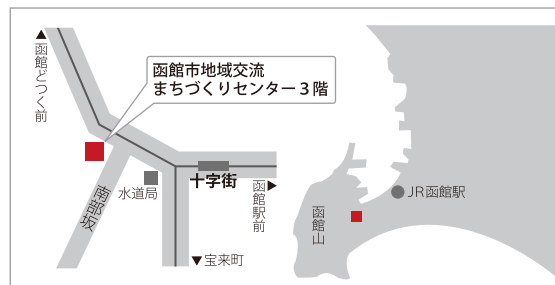 ▲函館どつく前
函館市地域交流
まちづくりセンター３階
南部坂
水道局
十字街
函館駅前▶
▼宝来町
函館山
JR函館駅